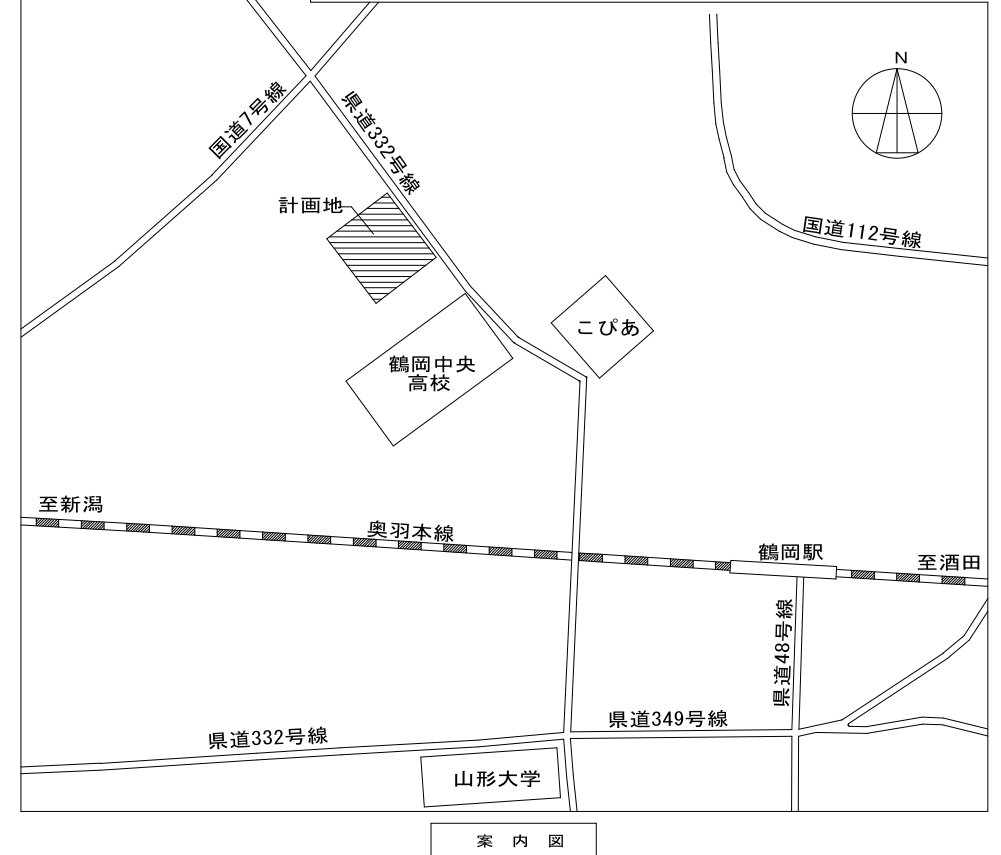 N
国道7号線
県道332号線
計画地
国道112号線
こぴあ
鶴岡中央
高校
至新潟
奥羽本線
鶴岡駅
至酒田
県道48号線
県道349号線
県道332号線
山形大学
案 内 図